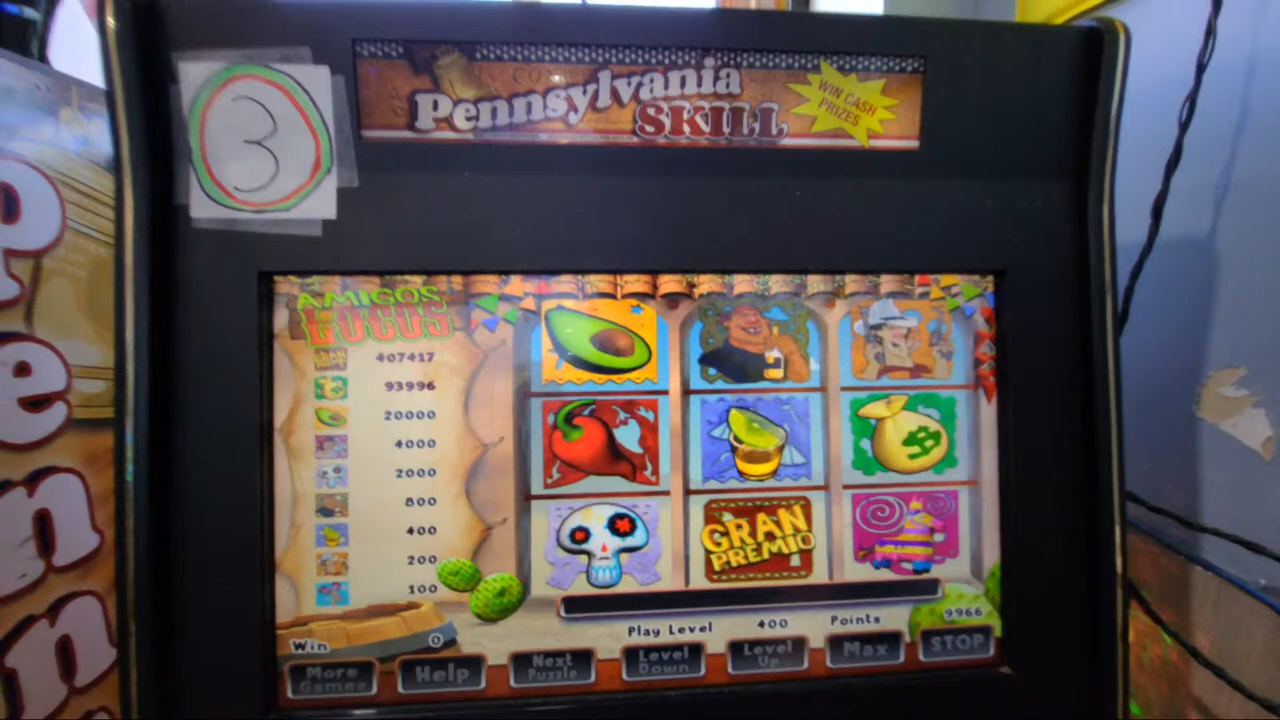 3
Pennsylvania
SKILL
WIN CASH
PRIZES
P
e
n
n
AMIGOS
LOCOS
407417
93996
20000
4000
2000
800
400
200
100
GRAN
PREMIO
Win 0
Play Level 400 Points 9966
More
Games
Help
Next
Puzzle
Level
Down
Level
Up
Max
STOP